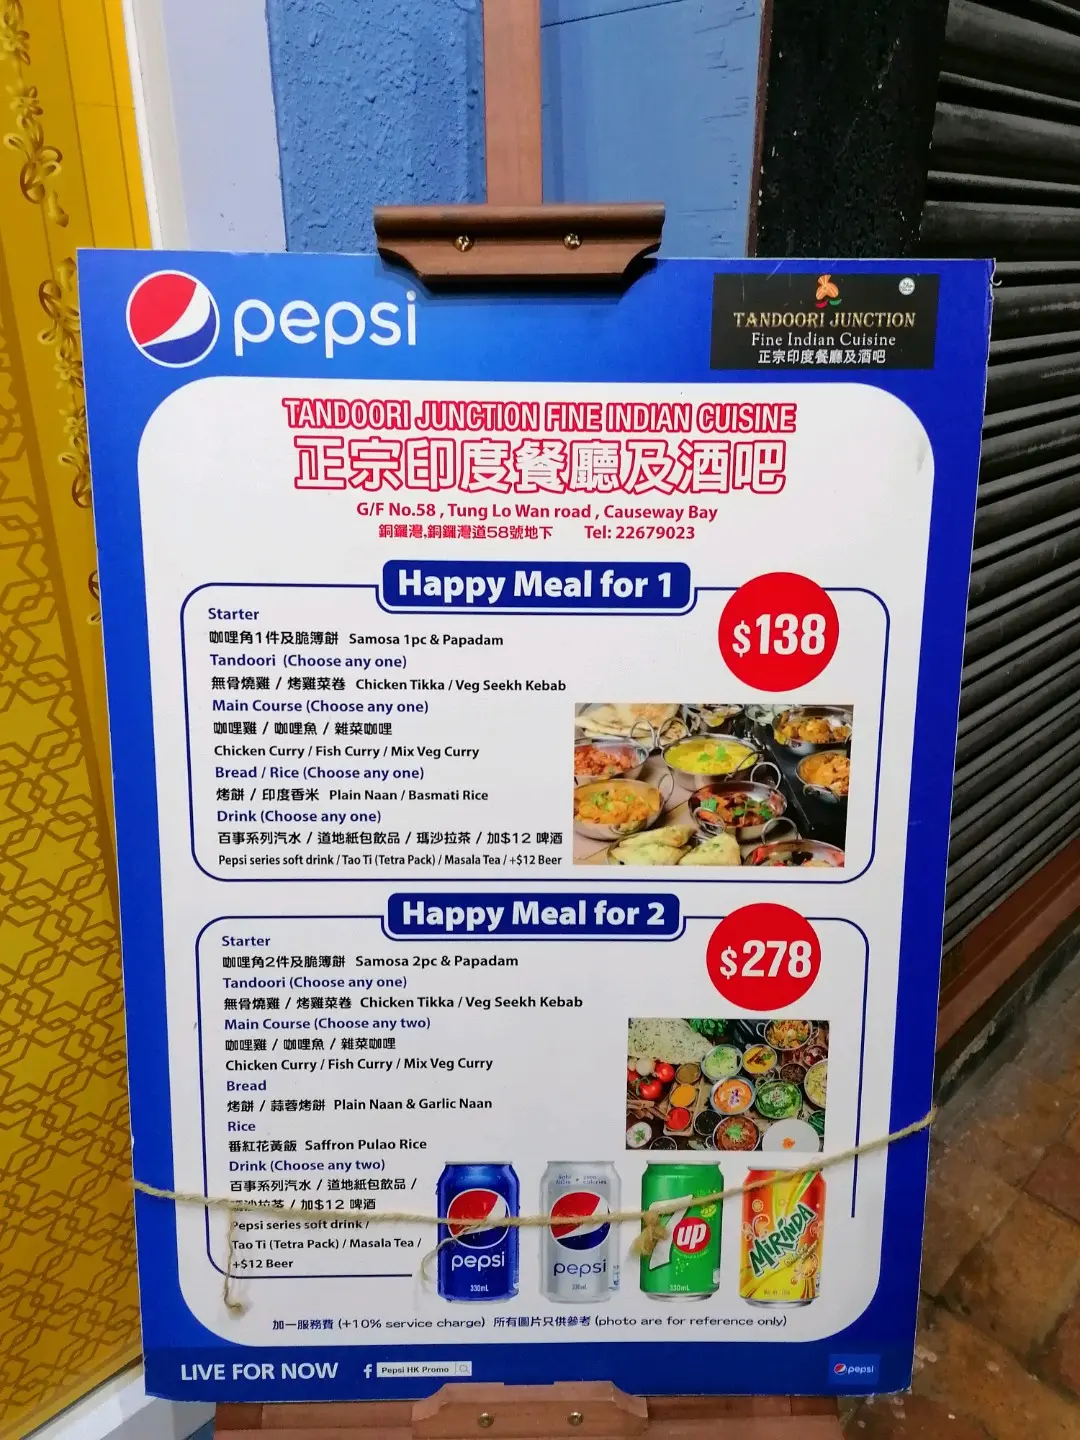 pepsi
TANDOORI JUNCTION
Fine Indian Cuisine
正宗印度餐廳及酒吧
TANDOORI JUNCTION FINE INDIAN CUISINE
正宗印度餐廳及酒吧
G/F No.58 , Tung Lo Wan road , Causeway Bay
銅鑼灣,銅鑼灣道58號地下 Tel: 22679023
Happy Meal for 1
$138
Starter
咖哩角1件及脆薄餅 Samosa 1pc & Papadam
Tandoori (Choose any one)
無骨燒雞 / 烤雞菜卷 Chicken Tikka / Veg Seekh Kebab
Main Course (Choose any one)
咖哩雞 / 咖哩魚 / 雜菜咖哩
Chicken Curry / Fish Curry / Mix Veg Curry
Bread / Rice (Choose any one)
烤餅 / 印度香米 Plain Naan / Basmati Rice
Drink (Choose any one)
百事系列汽水 / 道地紙包飲品 / 瑪沙拉茶 / 加$12 啤酒
Pepsi series soft drink / Tao Ti (Tetra Pack) / Masala Tea / +$12 Beer
Happy Meal for 2
$278
Starter
咖哩角2件及脆薄餅 Samosa 2pc & Papadam
Tandoori (Choose any one)
無骨燒雞 / 烤雞菜卷 Chicken Tikka / Veg Seekh Kebab
Main Course (Choose any two)
咖哩雞 / 咖哩魚 / 雜菜咖哩
Chicken Curry / Fish Curry / Mix Veg Curry
Bread
烤餅 / 蒜蓉烤餅 Plain Naan & Garlic Naan
Rice
番紅花黃飯 Saffron Pulao Rice
Drink (Choose any two)
百事系列汽水 / 道地紙包飲品 /
沙拉茶 / 加$12 啤酒
Pepsi series soft drink /
Tao Ti (Tetra Pack) / Masala Tea /
+$12 Beer
pepsi
330mL
pepsi
7up
330mL
MiRiNDA
加一服務費 (+10% service charge) 所有圖片只供參考 (photo are for reference only)
LIVE FOR NOW
f Pepsi HK Promo
pepsi